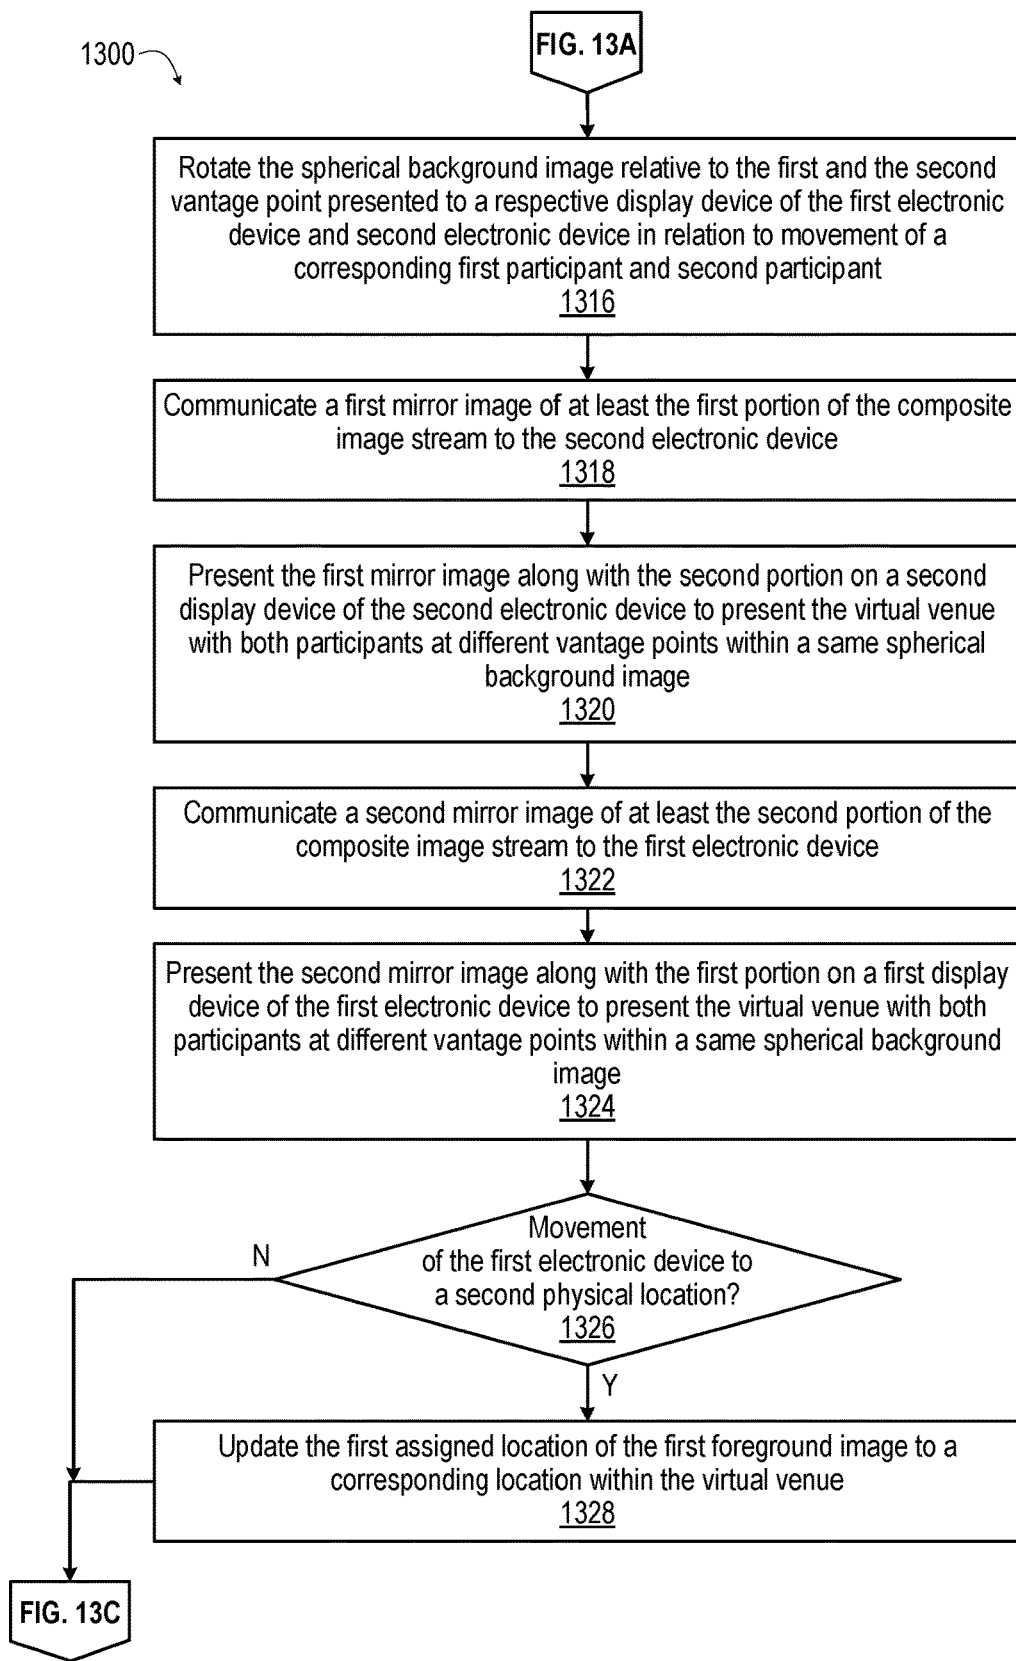 1300
FIG. 13A
Rotate the spherical background image relative to the first and the second
vantage point presented to a respective display device of the first electronic
device and second electronic device in relation to movement of a
corresponding first participant and second participant
1316
Communicate a first mirror image of at least the first portion of the composite
image stream to the second electronic device
1318
Present the first mirror image along with the second portion on a second
display device of the second electronic device to present the virtual venue
with both participants at different vantage points within a same spherical
background image
1320
Communicate a second mirror image of at least the second portion of the
composite image stream to the first electronic device
1322
Present the second mirror image along with the first portion on a first display
device of the first electronic device to present the virtual venue with both
participants at different vantage points within a same spherical background
image
1324
Movement
of the first electronic device to
a second physical location?
1326
N
Y
Update the first assigned location of the first foreground image to a
corresponding location within the virtual venue
1328
FIG. 13C